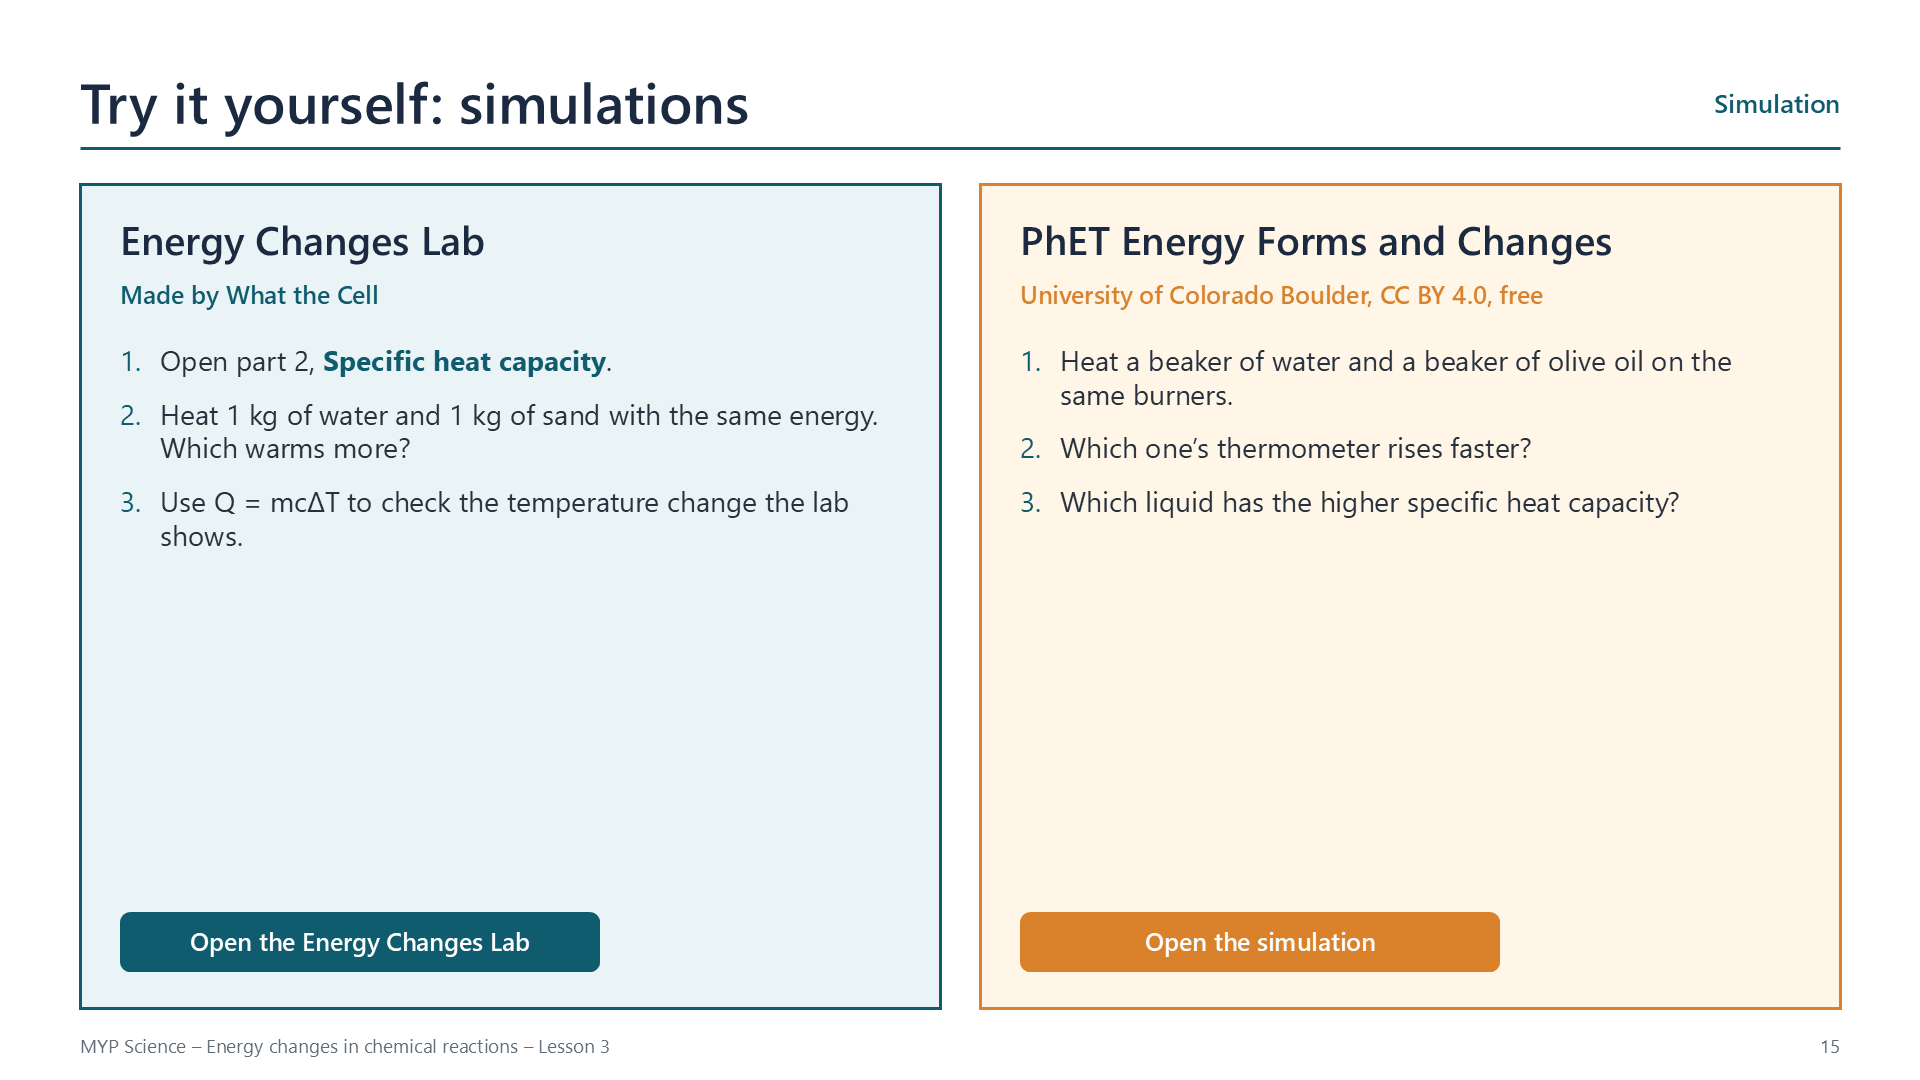 Try it yourself: simulations
Simulation
Energy Changes Lab
Made by What the Cell
1. Open part 2, Specific heat capacity.
2. Heat 1 kg of water and 1 kg of sand with the same energy.
Which warms more?
3. Use Q = mcΔT to check the temperature change the lab
shows.
Open the Energy Changes Lab
PhET Energy Forms and Changes
University of Colorado Boulder, CC BY 4.0, free
1. Heat a beaker of water and a beaker of olive oil on the
same burners.
2. Which one’s thermometer rises faster?
3. Which liquid has the higher specific heat capacity?
Open the simulation
MYP Science – Energy changes in chemical reactions – Lesson 3
15